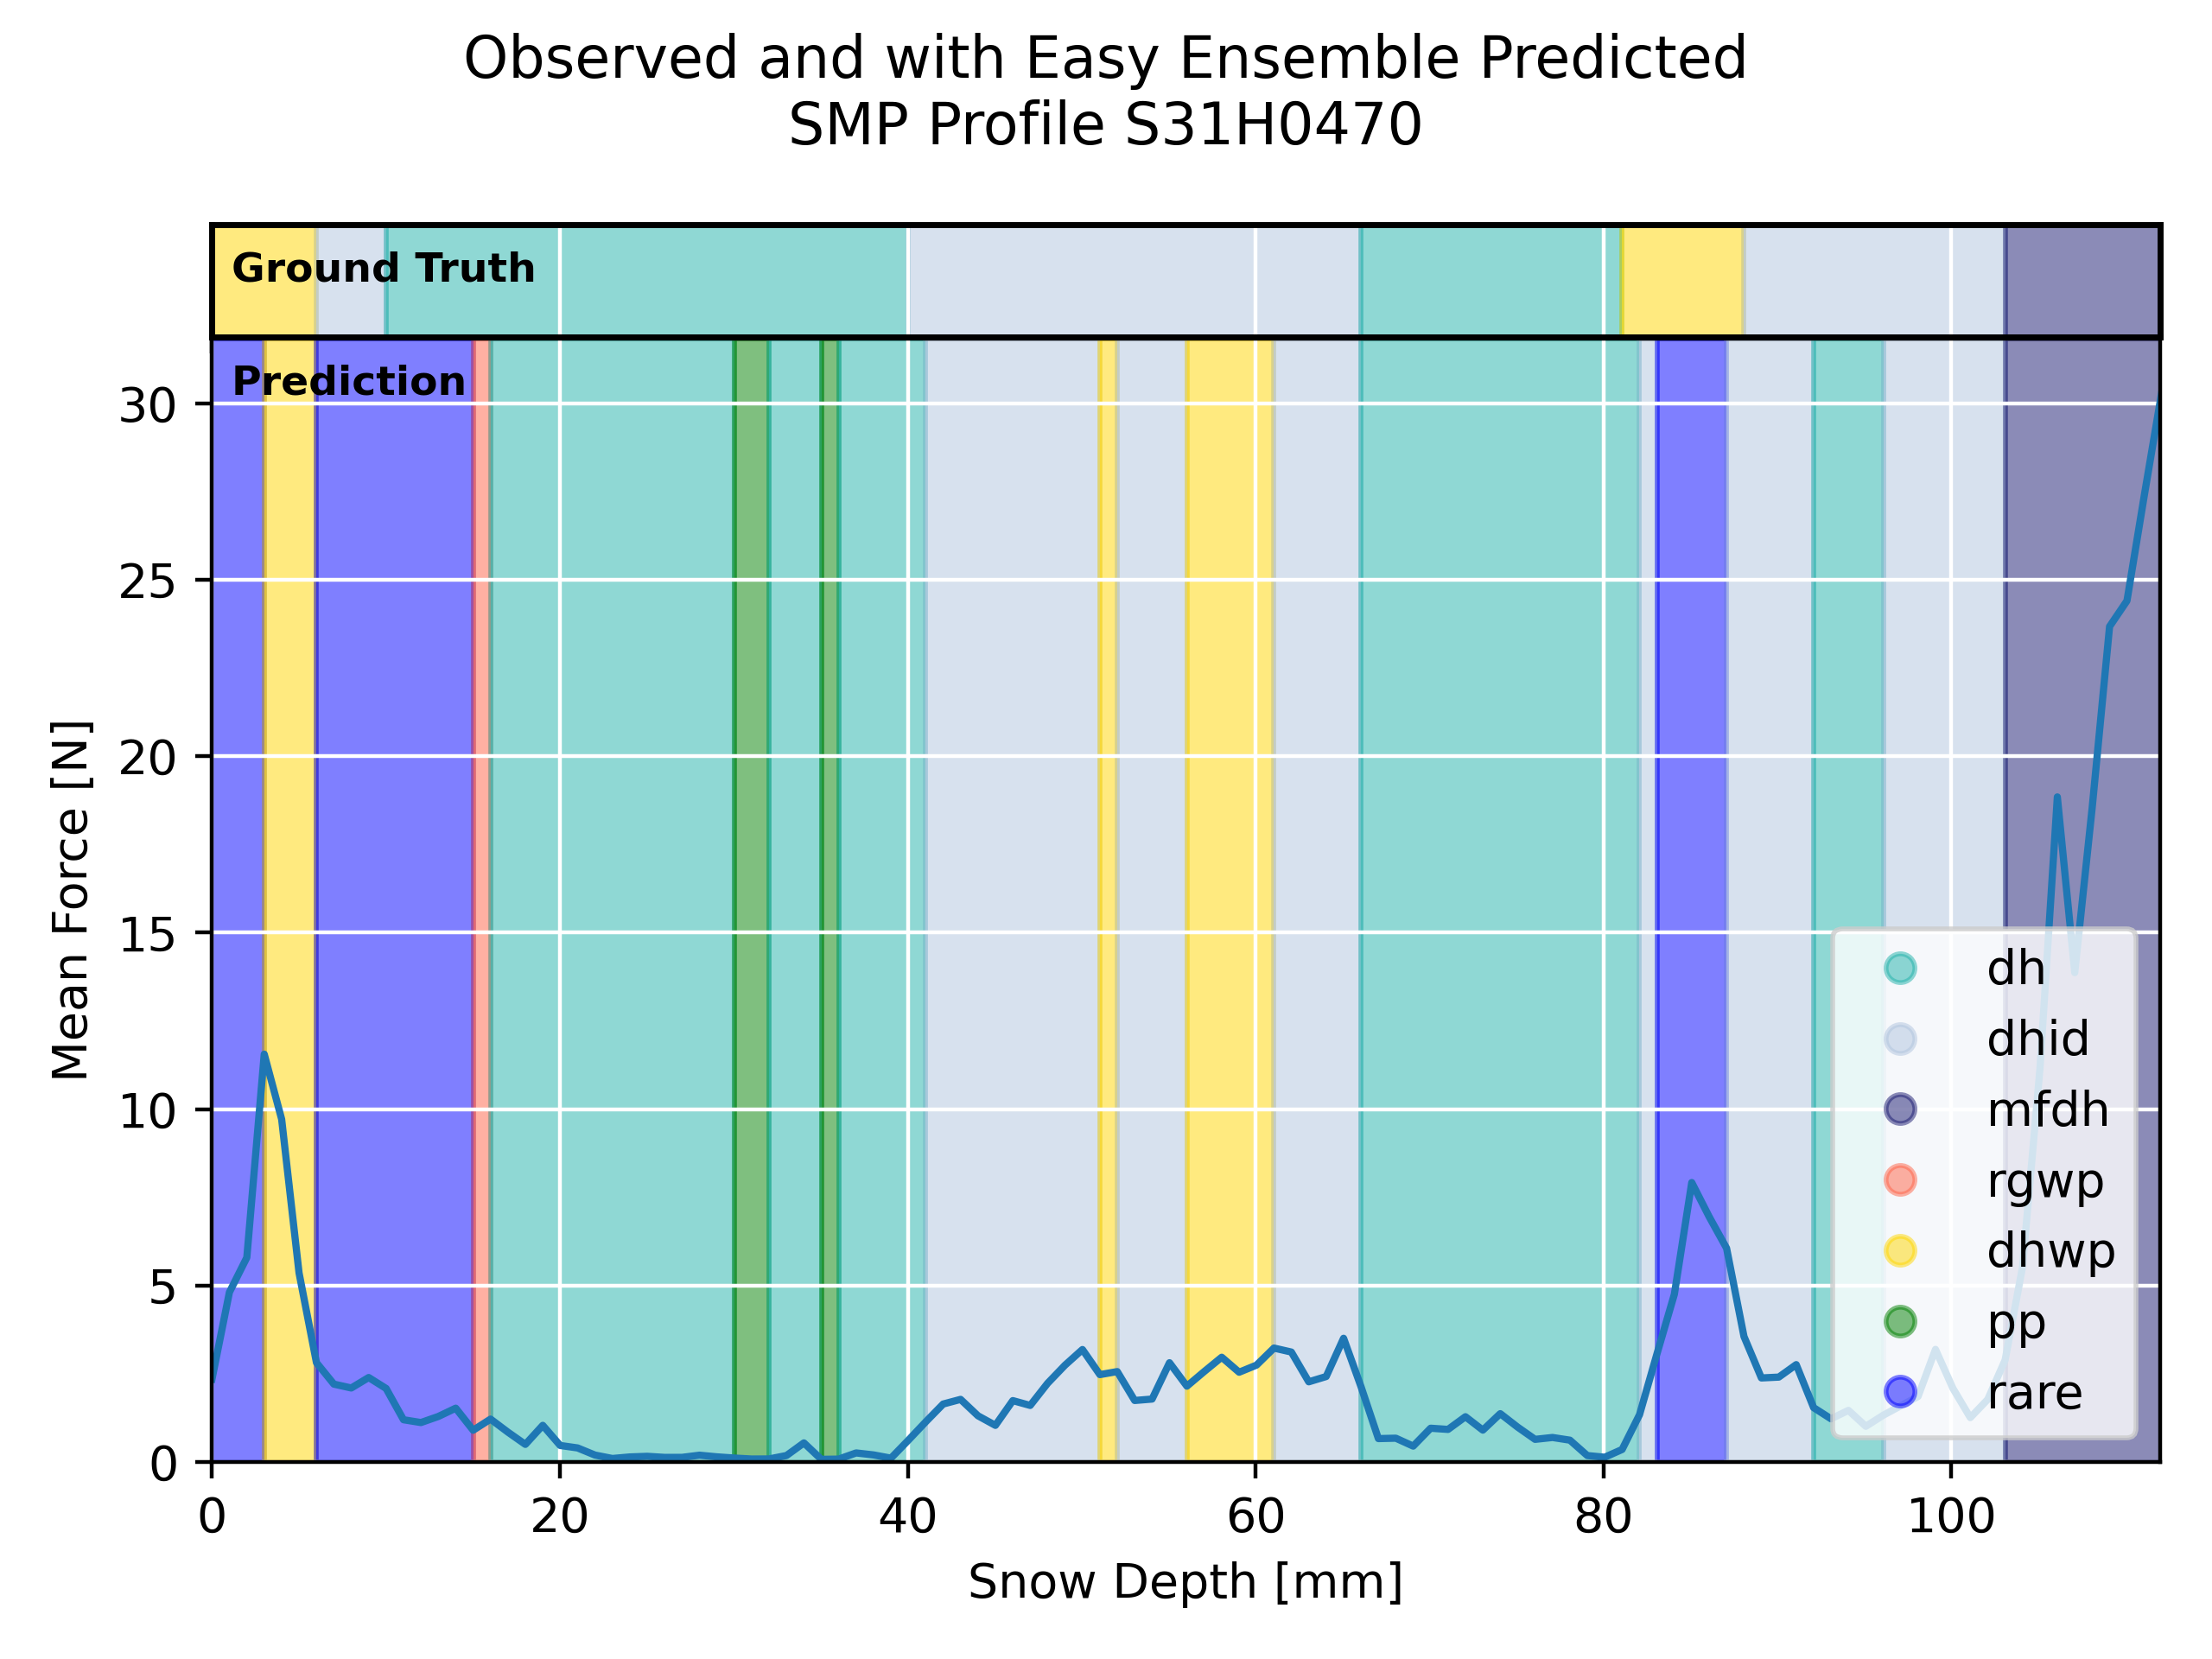 Observed and with Easy Ensemble Predicted
SMP Profile S31H0470
Ground Truth
Prediction
30
25
20
15
10
5
0
Mean Force [N]
dh
dhid
mfdh
rgwp
dhwp
pp
rare
0 20 40 60 80 100
Snow Depth [mm]